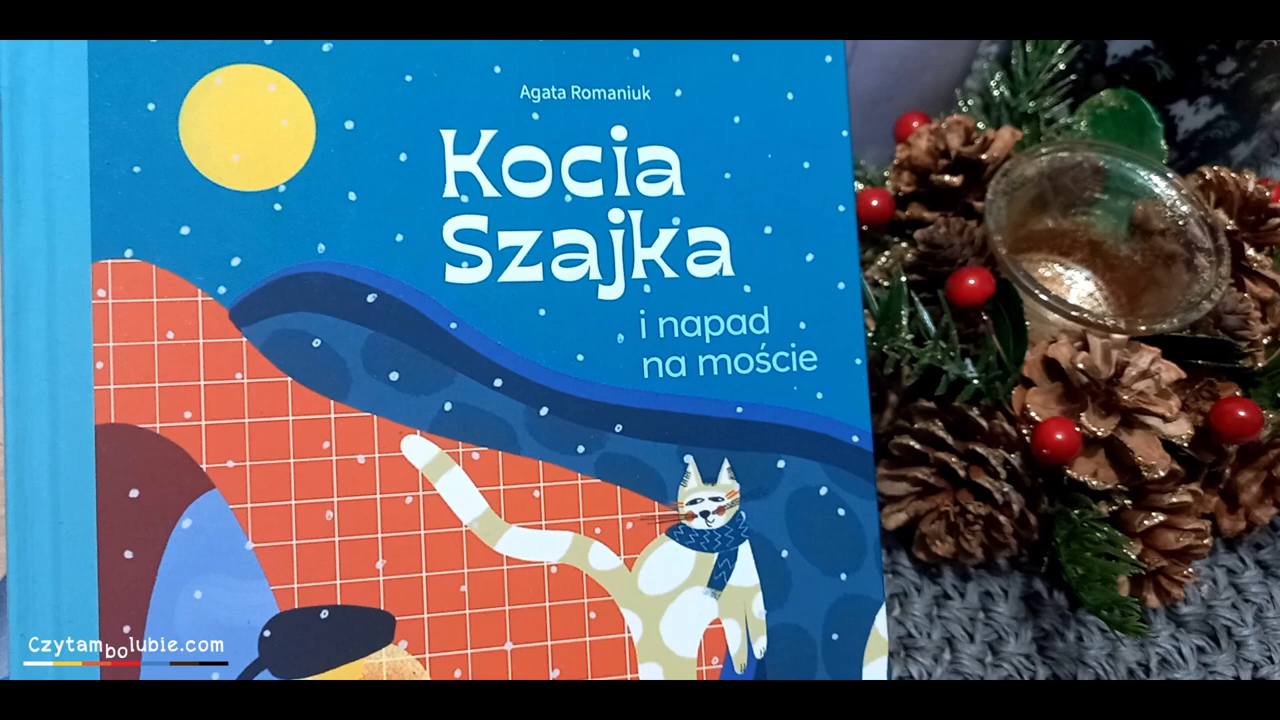 Agata Romaniuk
Kocia
Szajka
i napad
na moście
Czytambolubie.com